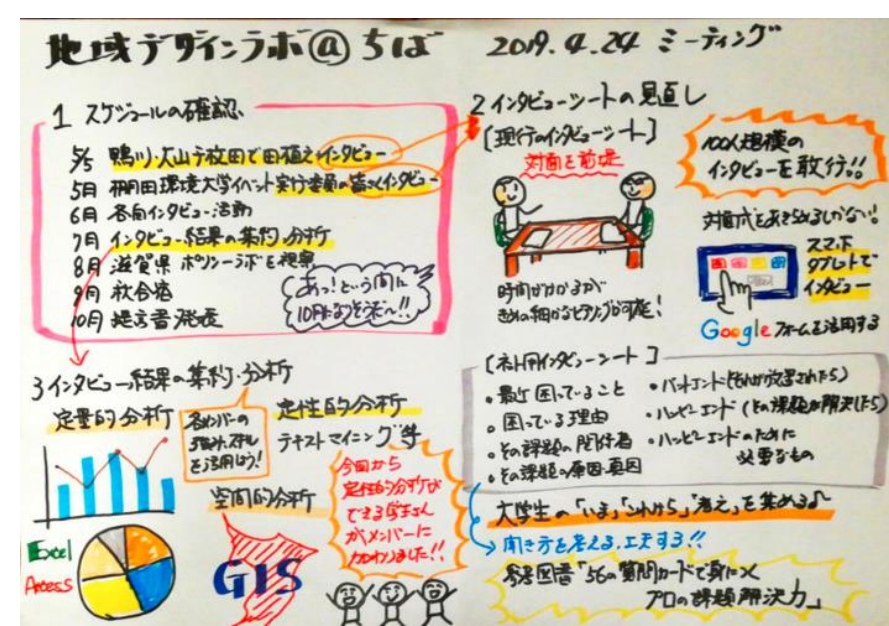 地域デザインラボ@ちば 2019.4.24 ミーティング
1 スケジュールの確認
5/5 鴨川・大山千枚田で田植え・インタビュー
5月 棚田環境大学イベント実行委員の皆さんインタビュー
6月 各自インタビュー活動
7月 インタビュー結果の集約、分析
8月 滋賀県 ポリシーラボを視察
9月 秋合宿
10月 提言書発表
あっ!という間に
10月になりそうだ〜!!
2 インタビューシートの見直し
[現行のインタビューシート]
対面を前提
時間がかかるが
きめの細かなヒアリングが可能!
100人規模の
インタビューを敢行!!
対面式をあきらめるしかない!
スマホ
タブレットで
インタビュー
Googleフォームを活用する
[ネット用インタビューシート]
・最近困っていること
・困っている理由
・その課題の関係者
・その課題の原因・真因
・バットエンド(それが放置されたら)
・ハッピーエンド(その課題が解決したら)
・ハッピーエンドのために
必要なもの
大学生の「いま」「これから」「考え」を集める♪
聞き方を考える、工夫する!!
参考図書「56の質問カードで身につく
プロの課題解決力」
3 インタビュー結果の集約・分析
定量的分析
Excel
Access
各メンバーの
スキル
を活用しよう!
定性的分析
テキストマイニング等
空間的分析
GIS
今回から
定性的分析が
できる学生さん
がメンバーに
加わりました!!